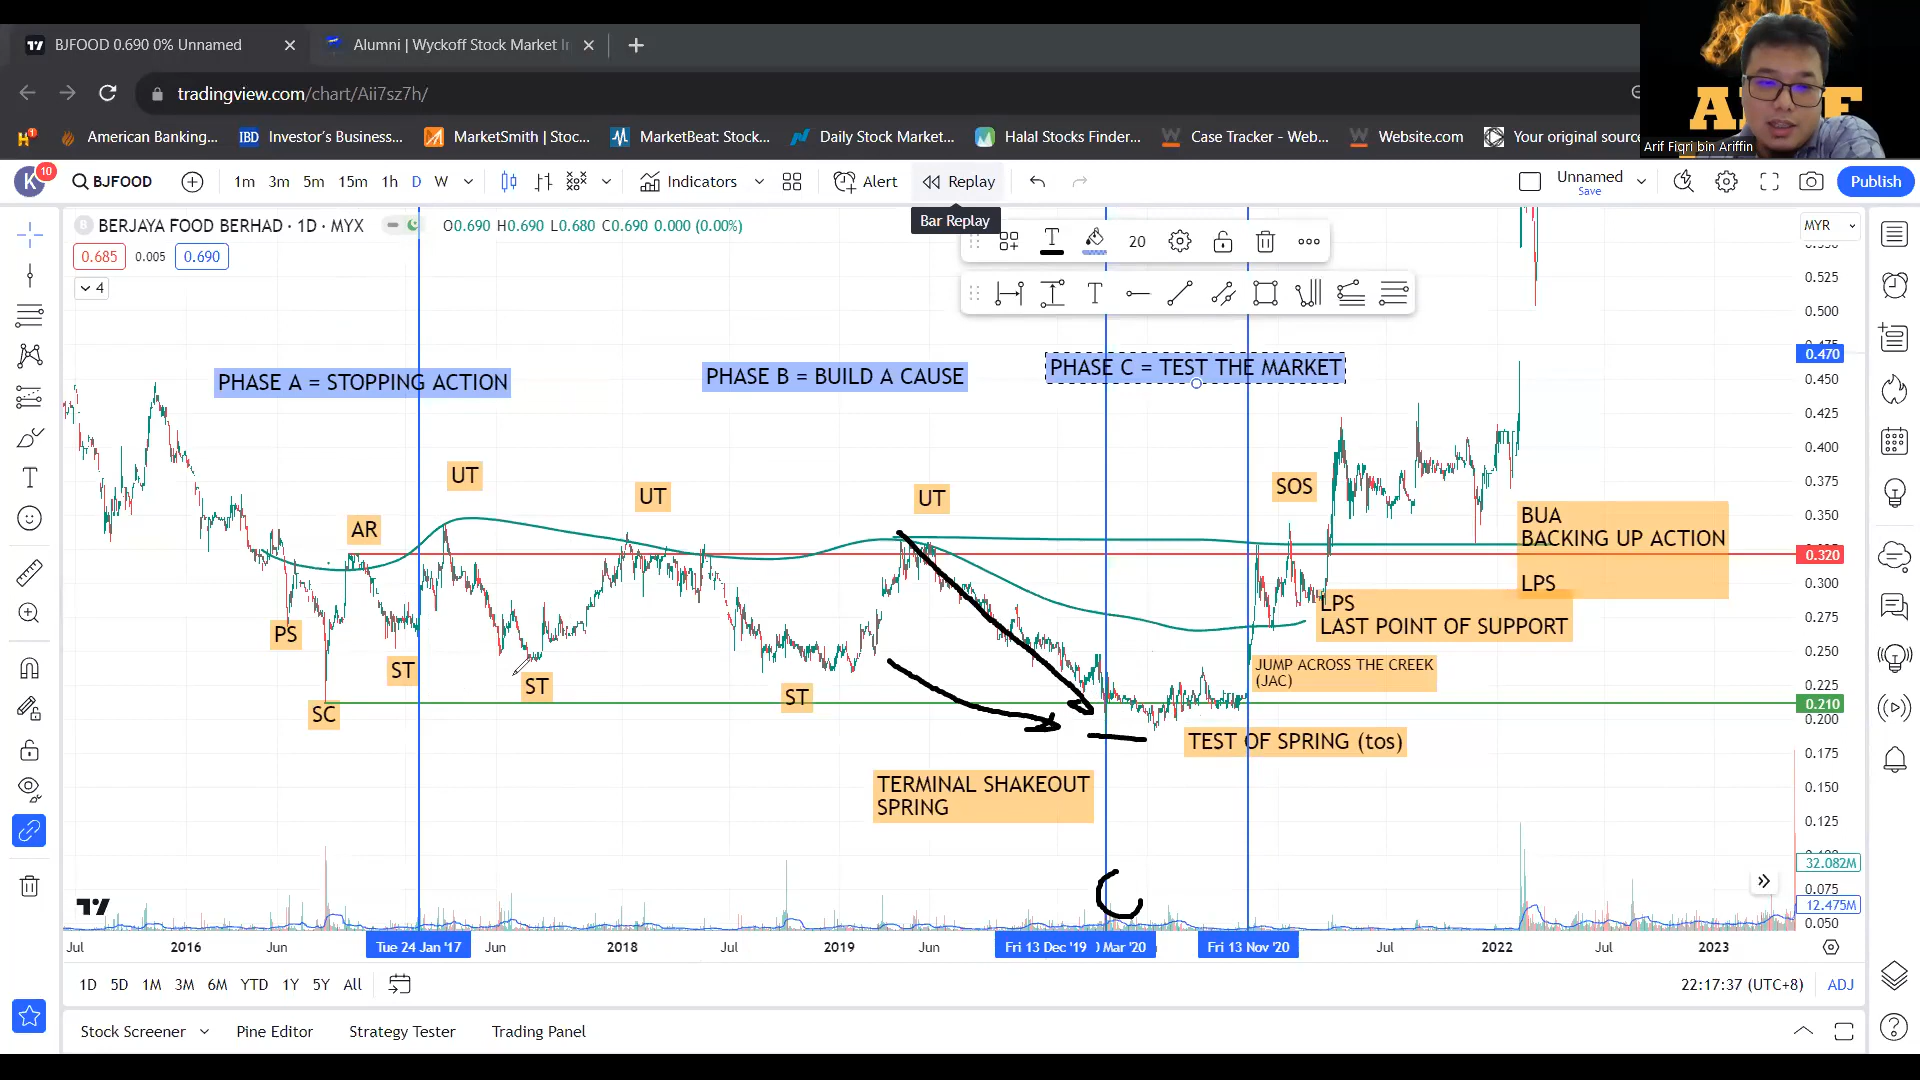 BJFOOD 0.690 0% Unnamed
Alumni | Wyckoff Stock Market In
tradingview.com/chart/Aii7sz7h/
American Banking...
IBD Investor's Business...
MarketSmith | Stoc...
MarketBeat: Stock...
Daily Stock Market...
Halal Stocks Finder...
Case Tracker - Web...
Website.com
Your original source
Arif Fiqri bin Ariffin
K 10
BJFOOD
1m 3m 5m 15m 1h D W
Indicators
Alert
Replay
Unnamed
Save
Publish
Bar Replay
BERJAYA FOOD BERHAD · 1D · MYX
O0.690 H0.690 L0.680 C0.690 0.000 (0.00%)
MYR
0.685 0.005 0.690
4
20
0.525
0.500
0.470
0.450
0.425
0.400
0.375
0.350
0.320
0.300
0.275
0.250
0.225
0.210
0.200
0.175
0.150
0.125
32.082M
0.075
12.475M
0.050
PHASE A = STOPPING ACTION
PHASE B = BUILD A CAUSE
PHASE C = TEST THE MARKET
UT
UT
UT
SOS
AR
BUA
BACKING UP ACTION
LPS
LPS
LAST POINT OF SUPPORT
PS
ST
ST
ST
SC
JUMP ACROSS THE CREEK
(JAC)
TEST OF SPRING (tos)
TERMINAL SHAKEOUT
SPRING
C
Jul 2016 Jun Tue 24 Jan '17 Jun 2018 Jul 2019 Jun Fri 13 Dec '19 Mar '20 Fri 13 Nov '20 Jul 2022 Jul 2023
1D 5D 1M 3M 6M YTD 1Y 5Y All
22:17:37 (UTC+8) ADJ
Stock Screener
Pine Editor
Strategy Tester
Trading Panel